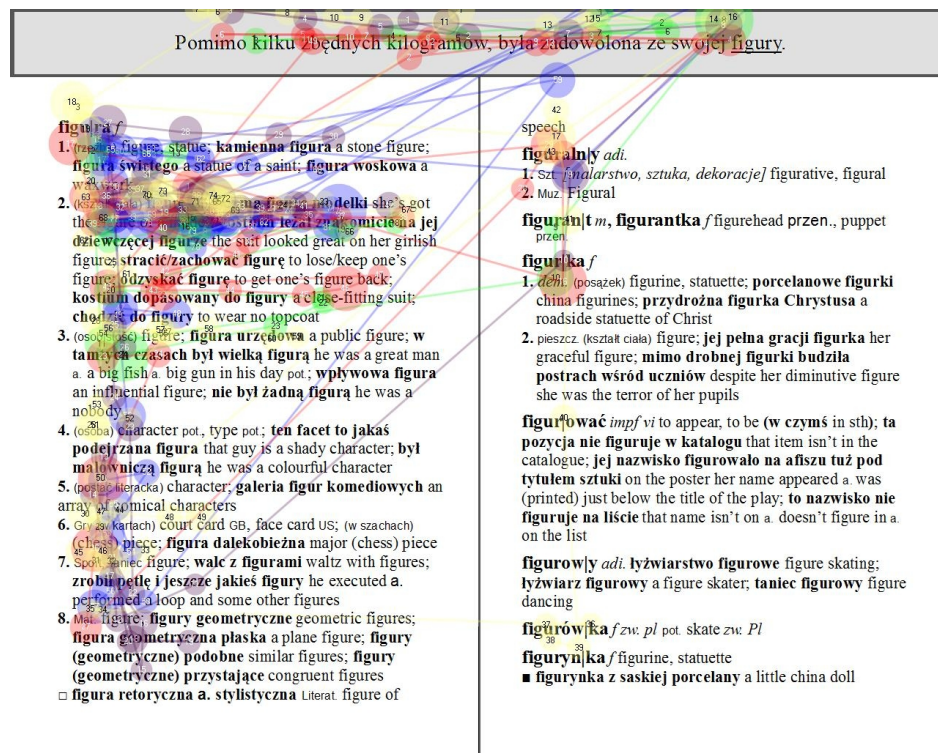 Pomimo kilku zbędnych kilogramów, była zadowolona ze swojej figury.
figu|ra f
1. figure, statue; kamienna figura a stone figure;
figura świętego a statue of a saint; figura woskowa a
2. modelki she's got
the jej
dziewczęcej figurze the suit looked great on her girlish
figure; stracić/zachować figurę to lose/keep one's
figure; odzyskać figurę to get one's figure back;
kostium dopasowany do figury a close-fitting suit;
chodzić do figury to wear no topcoat
3. (osobistość) figure; figura urzędowa a public figure; w
tamtych czasach był wielką figurą he was a great man
a. a big fish a. big gun in his day pot.; wpływowa figura
an influential figure; nie był żadną figurą he was a
nobody
4. (osoba) character pot., type pot.; ten facet to jakaś
podejrzana figura that guy is a shady character; był
malowniczą figurą he was a colourful character
5. (postać literacka) character; galeria figur komediowych an
array of comical characters
6. Gry (w kartach) court card GB, face card US; (w szachach)
(chess) piece; figura dalekobieżna major (chess) piece
7. Sport, Taniec figure; walc z figurami waltz with figures;
zrobił pętlę i jeszcze jakieś figury he executed a.
performed a loop and some other figures
8. Mat. figure; figury geometryczne geometric figures;
figura geometryczna płaska a plane figure; figury
(geometryczne) podobne similar figures; figury
(geometryczne) przystające congruent figures
□ figura retoryczna a. stylistyczna Literat. figure of
speech
figuraln|y adi.
1. Szt. [malarstwo, sztuka, dekoracje] figurative, figural
2. Muz. Figural
figuran|t m, figurantka f figurehead przen., puppet
przen.
figur|ka f
1. dem. (posążek) figurine, statuette; porcelanowe figurki
china figurines; przydrożna figurka Chrystusa a
roadside statuette of Christ
2. pieszcz. (kształt ciała) figure; jej pełna gracji figurka her
graceful figure; mimo drobnej figurki budziła
postrach wśród uczniów despite her diminutive figure
she was the terror of her pupils
figur|ować impf vi to appear, to be (w czymś in sth); ta
pozycja nie figuruje w katalogu that item isn't in the
catalogue; jej nazwisko figurowało na afiszu tuż pod
tytułem sztuki on the poster her name appeared a. was
(printed) just below the title of the play; to nazwisko nie
figuruje na liście that name isn't on a. doesn't figure in a.
on the list
figurow|y adi. łyżwiarstwo figurowe figure skating;
łyżwiarz figurowy a figure skater; taniec figurowy figure
dancing
figurów|ka f zw. pl pot. skate zw. Pl
figuryn|ka f figurine, statuette
■ figurynka z saskiej porcelany a little china doll